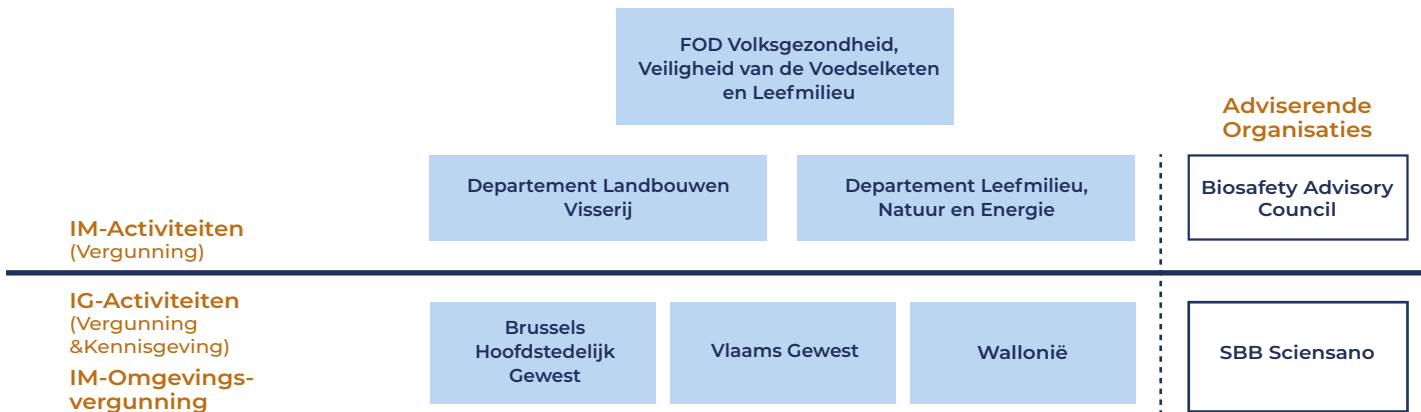 FOD Volksgezondheid,
Veiligheid van de Voedselketen
en Leefmilieu
Adviserende
Organisaties
Departement Landbouwen
Visserij
Departement Leefmilieu,
Natuur en Energie
Biosafety Advisory
Council
IM-Activiteiten
(Vergunning)
IG-Activiteiten
(Vergunning
&Kennisgeving)
IM-Omgevings-
vergunning
Brussels
Hoofdstedelijk
Gewest
Vlaams Gewest
Wallonië
SBB Sciensano